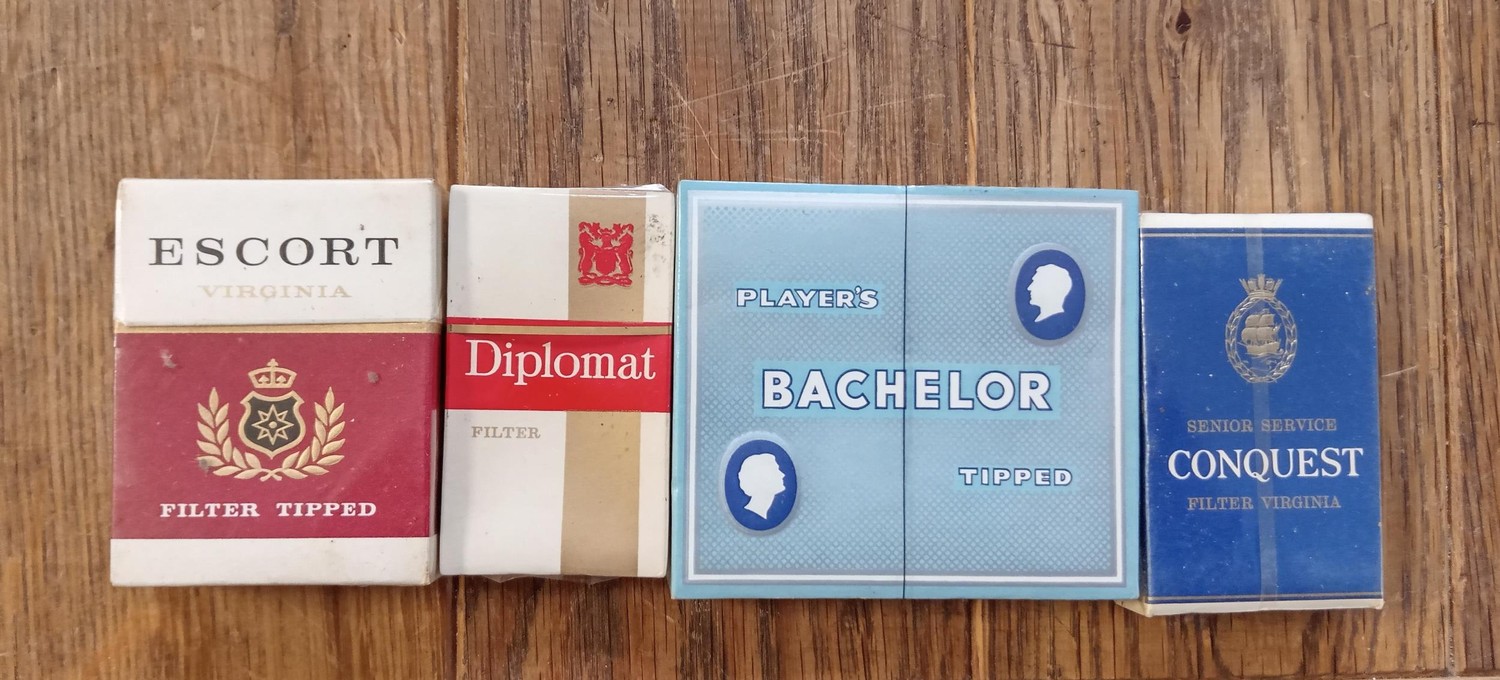 ESCORT
VIRGINIA
FILTER TIPPED
Diplomat
FILTER
PLAYER'S
BACHELOR
TIPPED
SENIOR SERVICE
CONQUEST
FILTER VIRGINIA